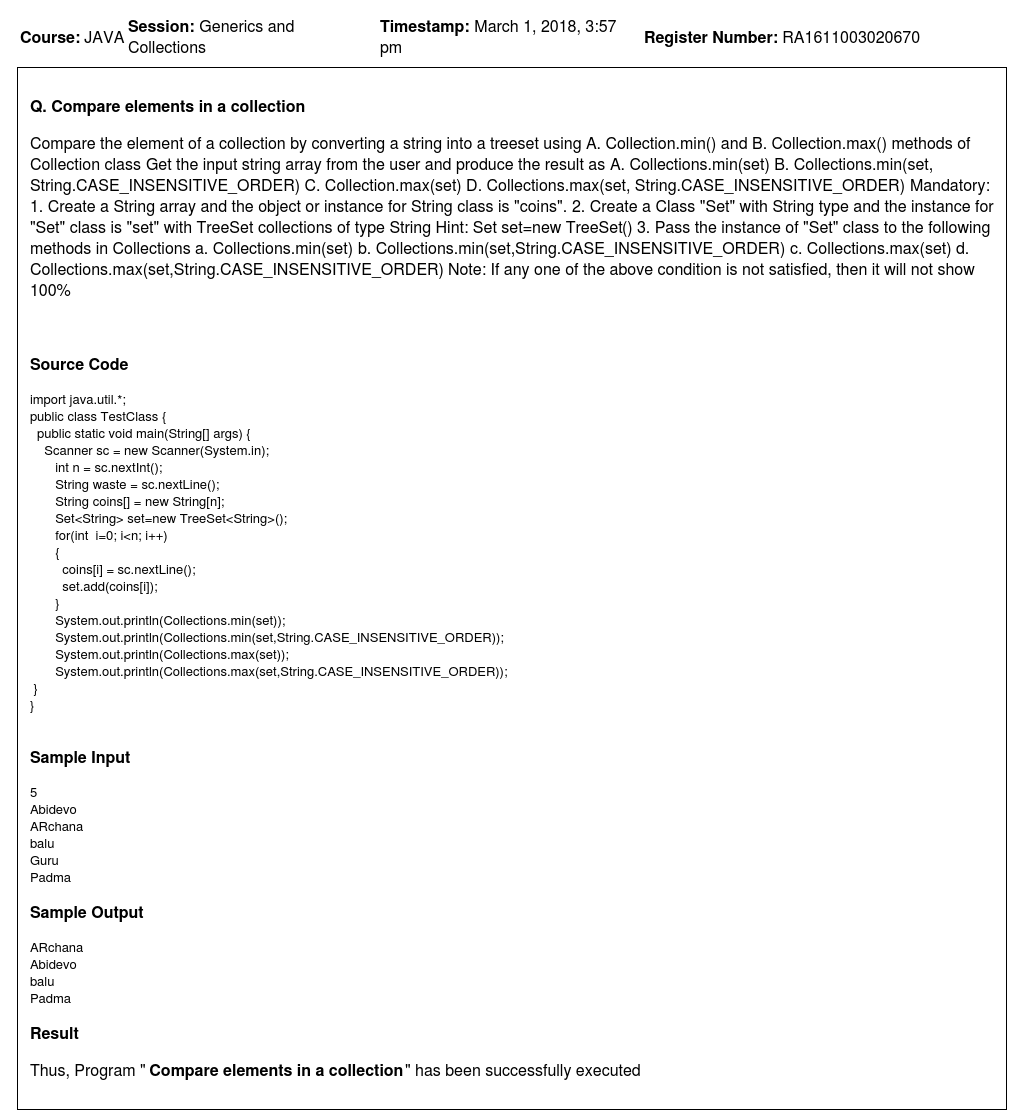 Course: JAVA Session: Generics and Collections Timestamp: March 1, 2018, 3:57 pm Register Number: RA1611003020670
Q. Compare elements in a collection
Compare the element of a collection by converting a string into a treeset using A. Collection.min() and B. Collection.max() methods of
Collection class Get the input string array from the user and produce the result as A. Collections.min(set) B. Collections.min(set,
String.CASE_INSENSITIVE_ORDER) C. Collection.max(set) D. Collections.max(set, String.CASE_INSENSITIVE_ORDER) Mandatory:
1. Create a String array and the object or instance for String class is "coins". 2. Create a Class "Set" with String type and the instance for
"Set" class is "set" with TreeSet collections of type String Hint: Set set=new TreeSet() 3. Pass the instance of "Set" class to the following
methods in Collections a. Collections.min(set) b. Collections.min(set,String.CASE_INSENSITIVE_ORDER) c. Collections.max(set) d.
Collections.max(set,String.CASE_INSENSITIVE_ORDER) Note: If any one of the above condition is not satisfied, then it will not show
100%
Source Code
import java.util.*;
public class TestClass {
  public static void main(String[] args) {
    Scanner sc = new Scanner(System.in);
       int n = sc.nextInt();
       String waste = sc.nextLine();
       String coins[] = new String[n];
       Set<String> set=new TreeSet<String>();
       for(int  i=0; i<n; i++)
       {
         coins[i] = sc.nextLine();
         set.add(coins[i]);
       }
       System.out.println(Collections.min(set));
       System.out.println(Collections.min(set,String.CASE_INSENSITIVE_ORDER));
       System.out.println(Collections.max(set));
       System.out.println(Collections.max(set,String.CASE_INSENSITIVE_ORDER));
 }
}
Sample Input
5
Abidevo
ARchana
balu
Guru
Padma
Sample Output
ARchana
Abidevo
balu
Padma
Result
Thus, Program " Compare elements in a collection" has been successfully executed